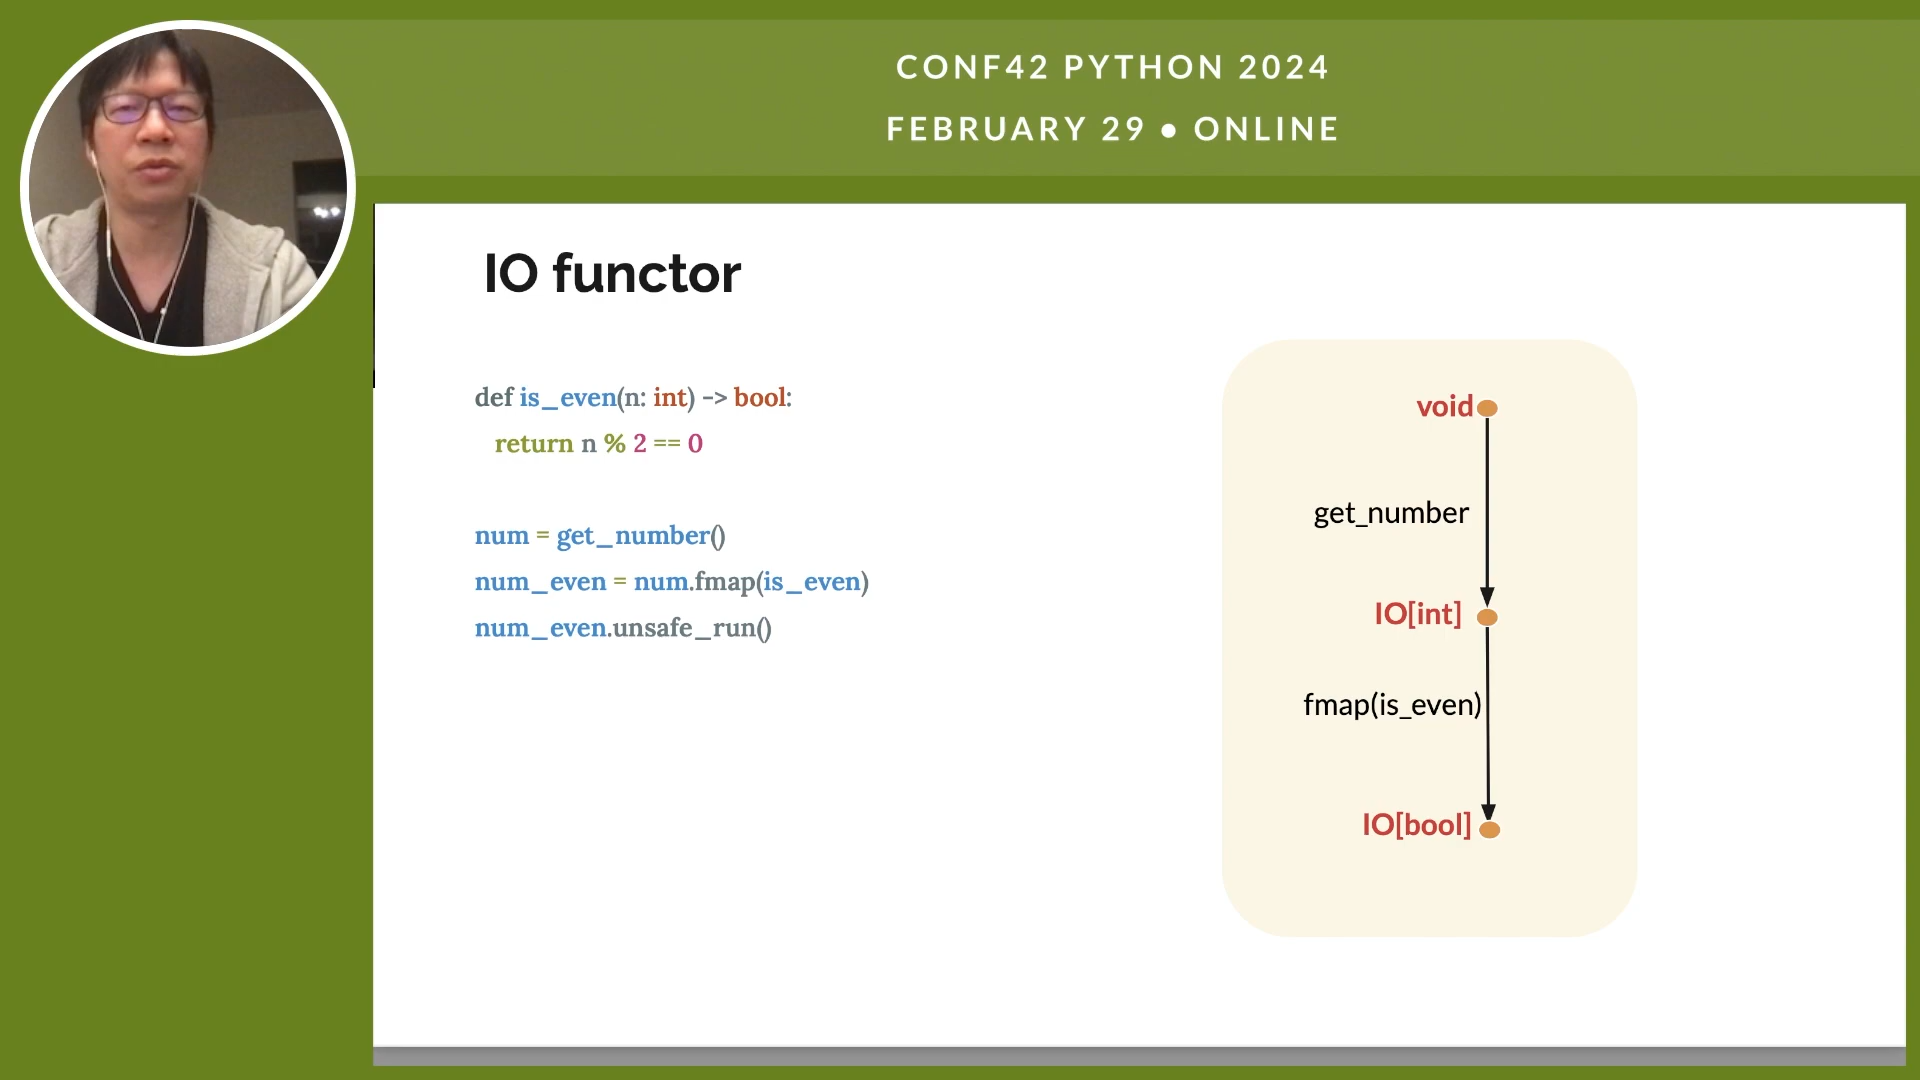 CONF42 PYTHON 2024
FEBRUARY 29 • ONLINE
IO functor
def is_even(n: int) -> bool:
return n % 2 == 0
num = get_number()
num_even = num.fmap(is_even)
num_even.unsafe_run()
void
get_number
IO[int]
fmap(is_even)
IO[bool]